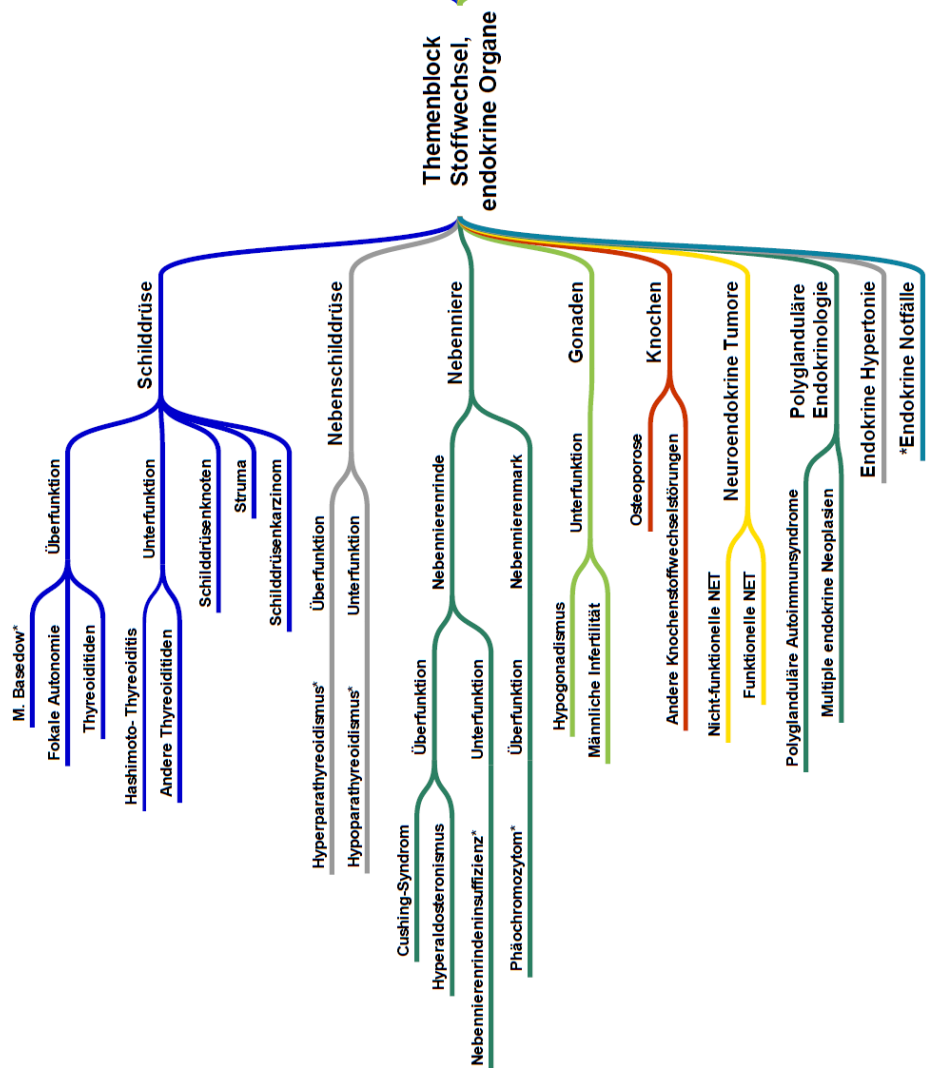 Themenblock
Stoffwechsel,
endokrine Organe
Schilddrüse
Überfunktion
M. Basedow*
Fokale Autonomie
Thyreoiditiden
Unterfunktion
Hashimoto- Thyreoiditis
Andere Thyreoiditiden
Schilddrüsenknoten
Struma
Schilddrüsenkarzinom
Nebenschilddrüse
Überfunktion
Hyperparathyreoidismus*
Unterfunktion
Hypoparathyreoidismus*
Nebenniere
Nebennierenrinde
Überfunktion
Cushing-Syndrom
Hyperaldosteronismus
Unterfunktion
Nebennierenrindeninsuffizienz*
Nebennierenmark
Überfunktion
Phäochromozytom*
Gonaden
Unterfunktion
Hypogonadismus
Männliche Infertilität
Knochen
Osteoporose
Andere Knochenstoffwechselstörungen
Neuroendokrine Tumore
Nicht-funktionelle NET
Funktionelle NET
Polyglanduläre
Endokrinologie
Polyglanduläre Autoimmunsyndrome
Multiple endokrine Neoplasien
Endokrine Hypertonie
*Endokrine Notfälle